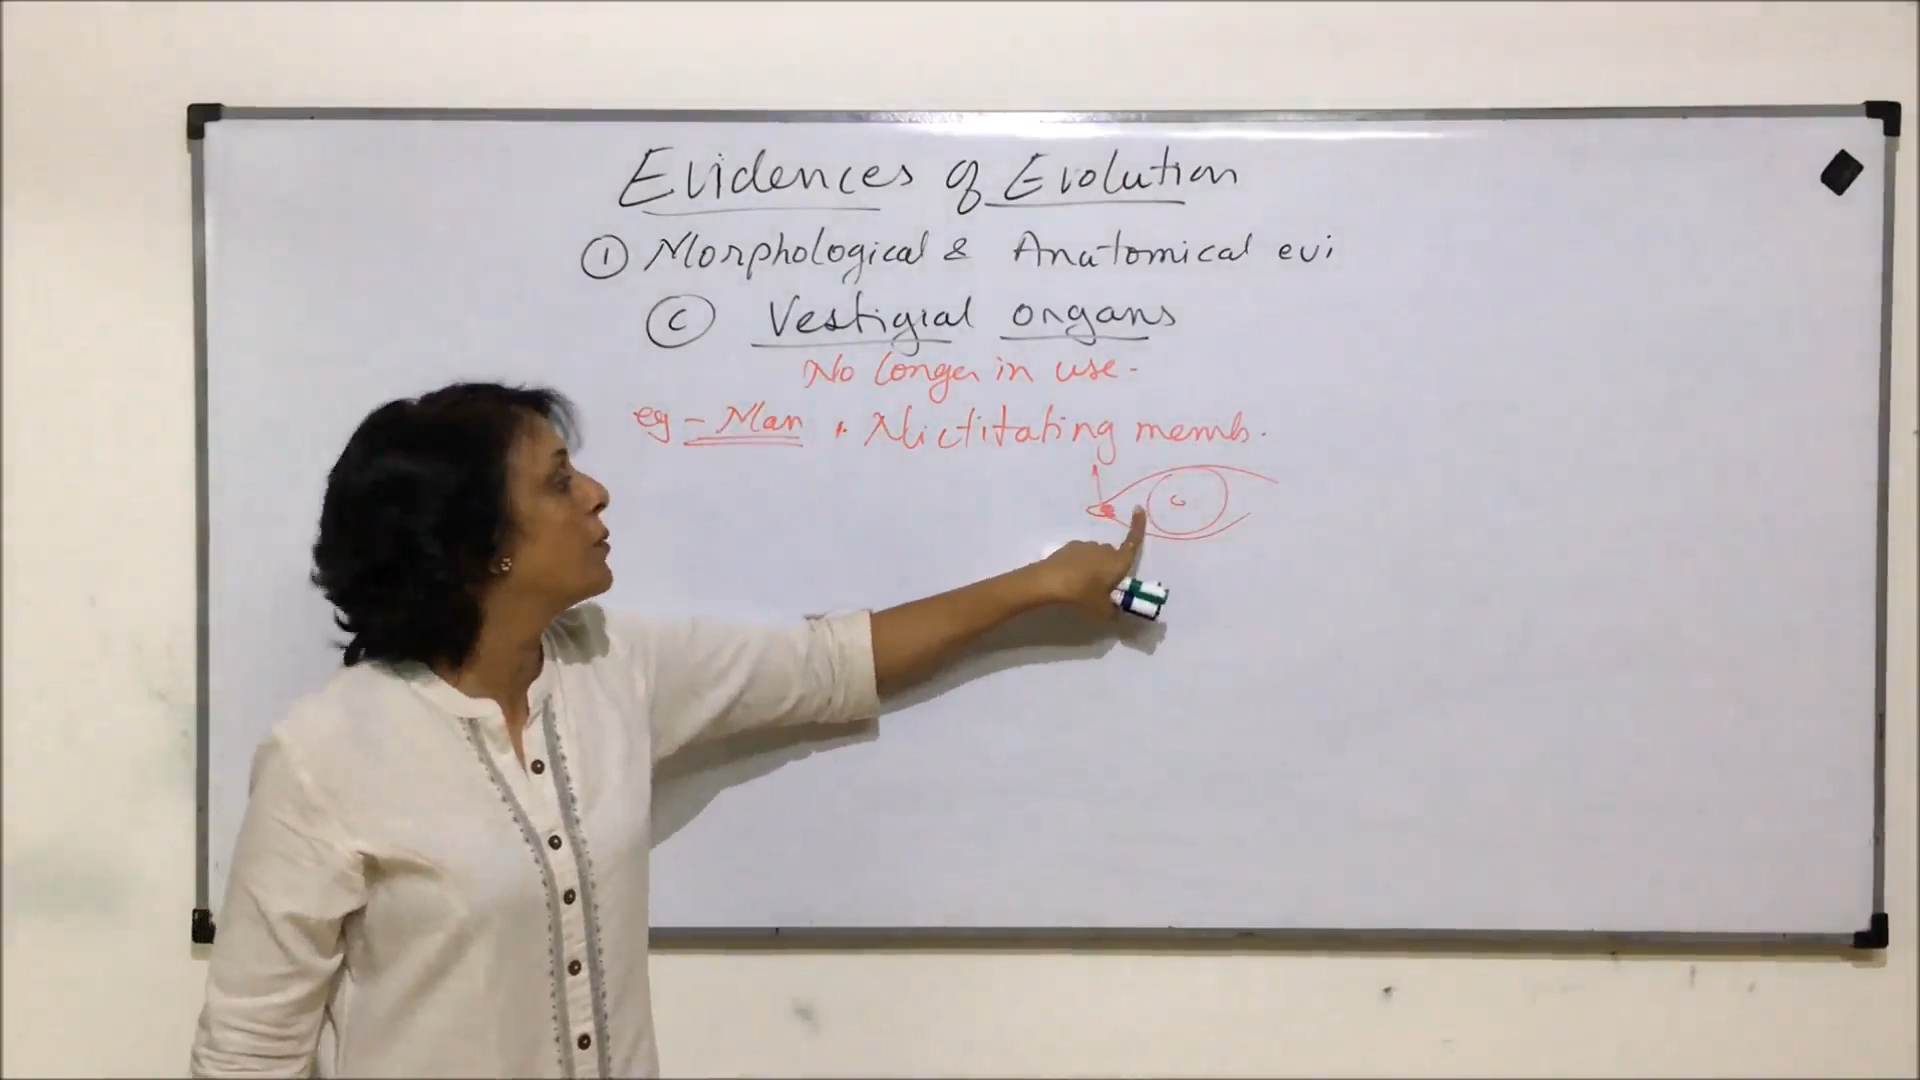 Evidences of Evolution
① Morphological & Anatomical evi
Ⓒ Vestigial organs
No longer in use.
eg - Man • Nictitating memb.